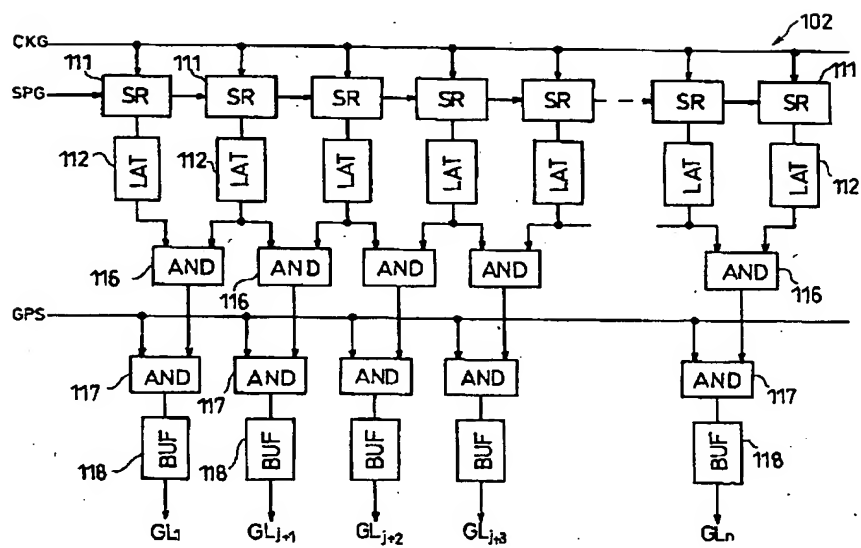 102
CKG
111 111 111
SPG SR SR SR SR SR SR SR
112 LAT 112 LAT LAT LAT LAT LAT LAT 112
116 AND 116 AND AND AND AND 116
GPS
117 AND 117 AND AND AND AND 117
118 BUF 118 BUF BUF BUF BUF 118
GLj GLj+1 GLj+2 GLj+3 GLn